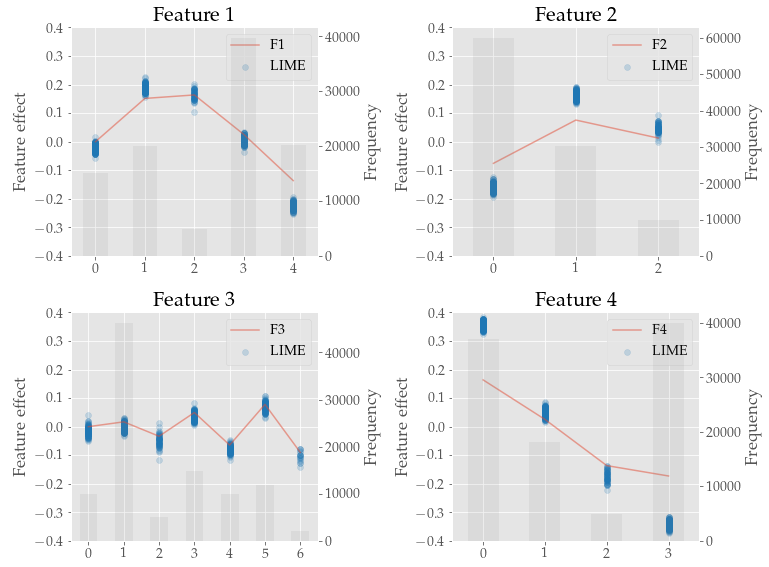 Feature 1
F1
LIME
Feature effect
0.4
0.3
0.2
0.1
0.0
−0.1
−0.2
−0.3
−0.4
0 1 2 3 4
40000
30000
20000
10000
0
Frequency
Feature 2
F2
LIME
Feature effect
0.4
0.3
0.2
0.1
0.0
−0.1
−0.2
−0.3
−0.4
0 1 2
60000
50000
40000
30000
20000
10000
0
Frequency
Feature 3
F3
LIME
Feature effect
0.4
0.3
0.2
0.1
0.0
−0.1
−0.2
−0.3
−0.4
0 1 2 3 4 5 6
40000
30000
20000
10000
0
Frequency
Feature 4
F4
LIME
Feature effect
0.4
0.3
0.2
0.1
0.0
−0.1
−0.2
−0.3
−0.4
0 1 2 3
40000
30000
20000
10000
0
Frequency